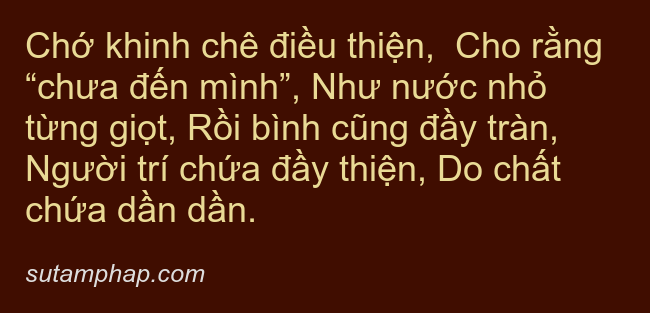 Chớ khinh chê điều thiện,  Cho rằng
“chưa đến mình”, Như nước nhỏ
từng giọt, Rồi bình cũng đầy tràn,
Người trí chứa đầy thiện, Do chất
chứa dần dần.
sutamphap.com